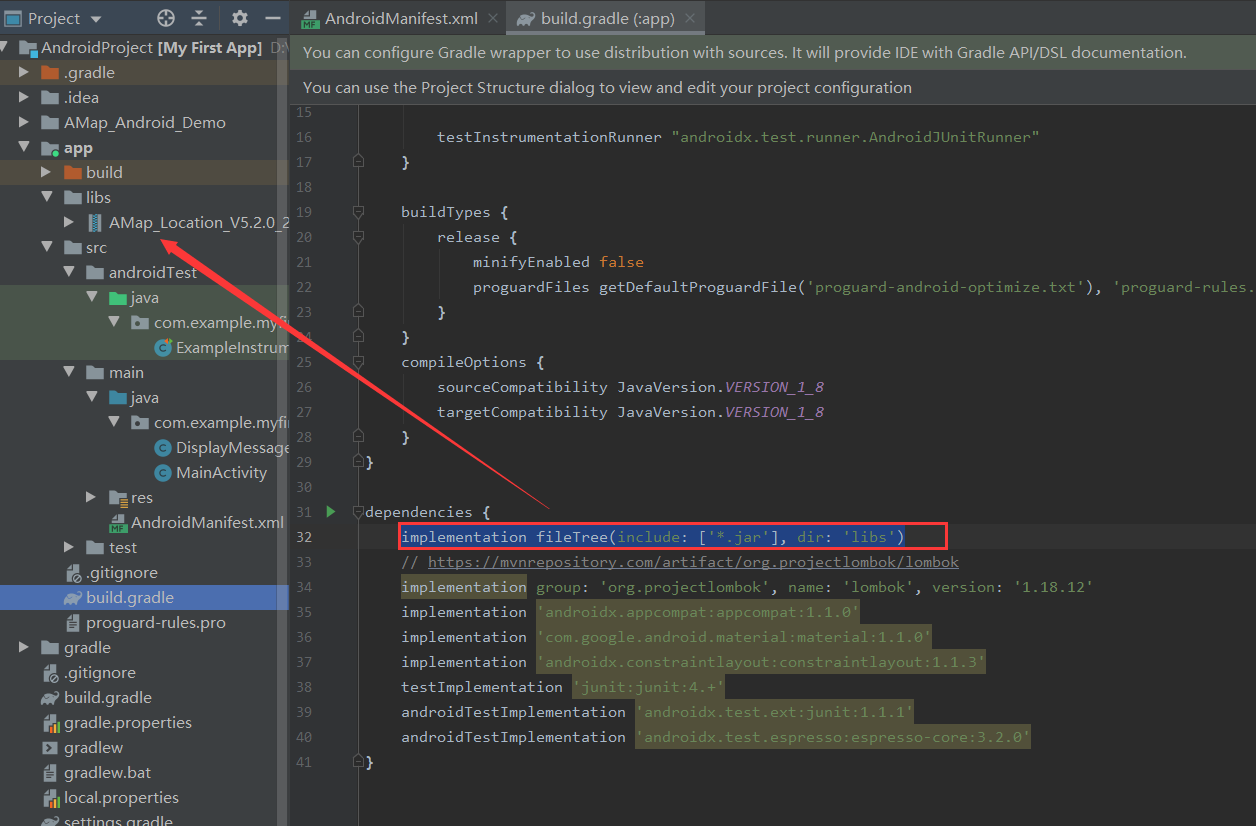 Project
AndroidProject [My First App] D:\
.gradle
.idea
AMap_Android_Demo
app
build
libs
AMap_Location_V5.2.0_2
src
androidTest
java
com.example.myfi
ExampleInstrum
main
java
com.example.myfi
DisplayMessage
MainActivity
res
AndroidManifest.xml
test
.gitignore
build.gradle
proguard-rules.pro
gradle
.gitignore
build.gradle
gradle.properties
gradlew
gradlew.bat
local.properties
settings.gradle
AndroidManifest.xml
build.gradle (:app)
You can configure Gradle wrapper to use distribution with sources. It will provide IDE with Gradle API/DSL documentation.
You can use the Project Structure dialog to view and edit your project configuration
15
16 testInstrumentationRunner "androidx.test.runner.AndroidJUnitRunner"
17 }
18
19 buildTypes {
20 release {
21 minifyEnabled false
22 proguardFiles getDefaultProguardFile('proguard-android-optimize.txt'), 'proguard-rules.
23 }
24 }
25 compileOptions {
26 sourceCompatibility JavaVersion.VERSION_1_8
27 targetCompatibility JavaVersion.VERSION_1_8
28 }
29 }
30
31 dependencies {
32 implementation fileTree(include: ['*.jar'], dir: 'libs')
33 // https://mvnrepository.com/artifact/org.projectlombok/lombok
34 implementation group: 'org.projectlombok', name: 'lombok', version: '1.18.12'
35 implementation 'androidx.appcompat:appcompat:1.1.0'
36 implementation 'com.google.android.material:material:1.1.0'
37 implementation 'androidx.constraintlayout:constraintlayout:1.1.3'
38 testImplementation 'junit:junit:4.+'
39 androidTestImplementation 'androidx.test.ext:junit:1.1.1'
40 androidTestImplementation 'androidx.test.espresso:espresso-core:3.2.0'
41 }